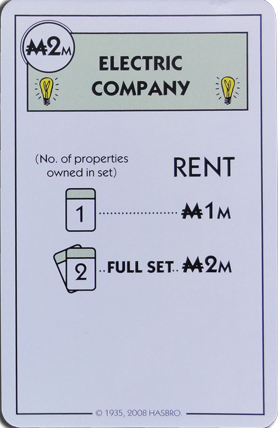 ₩2M
ELECTRIC
COMPANY
(No. of properties
owned in set)
RENT
1 ₩1M
2 FULL SET ₩2M
© 1935, 2008 HASBRO.